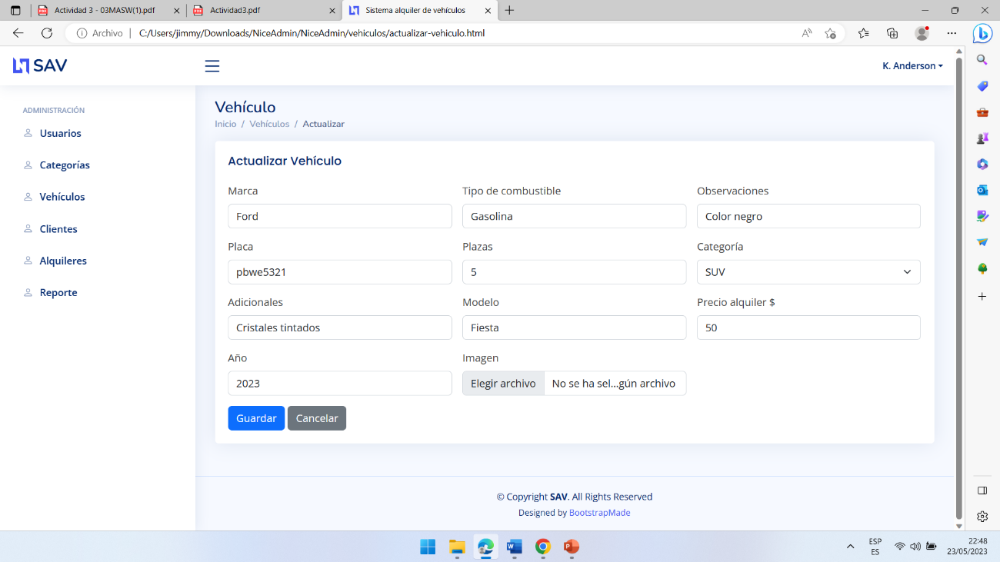 Actividad 3 - 03MASW(1).pdf
Actividad3.pdf
Sistema alquiler de vehículos
Archivo
C:/Users/jimmy/Downloads/NiceAdmin/NiceAdmin/vehiculos/actualizar-vehiculo.html
SAV
K. Anderson
ADMINISTRACIÓN
Usuarios
Categorías
Vehículos
Clientes
Alquileres
Reporte
Vehículo
Inicio / Vehículos / Actualizar
Actualizar Vehículo
Marca
Ford
Tipo de combustible
Gasolina
Observaciones
Color negro
Placa
pbwe5321
Plazas
5
Categoría
SUV
Adicionales
Cristales tintados
Modelo
Fiesta
Precio alquiler $
50
Año
2023
Imagen
Elegir archivo No se ha sel...gún archivo
Guardar
Cancelar
© Copyright SAV. All Rights Reserved
Designed by BootstrapMade
ESP
ES
22:48
23/05/2023